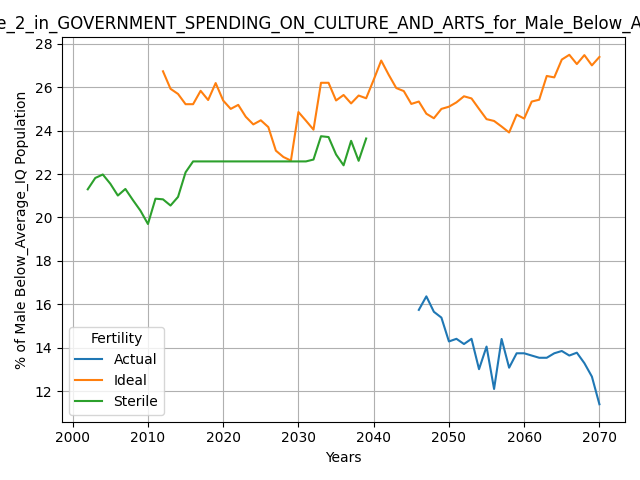 e_2_in_GOVERNMENT_SPENDING_ON_CULTURE_AND_ARTS_for_Male_Below_A
% of Male Below_Average_IQ Population
28
26
24
22
20
18
16
14
12
Fertility
Actual
Ideal
Sterile
2000 2010 2020 2030 2040 2050 2060 2070
Years